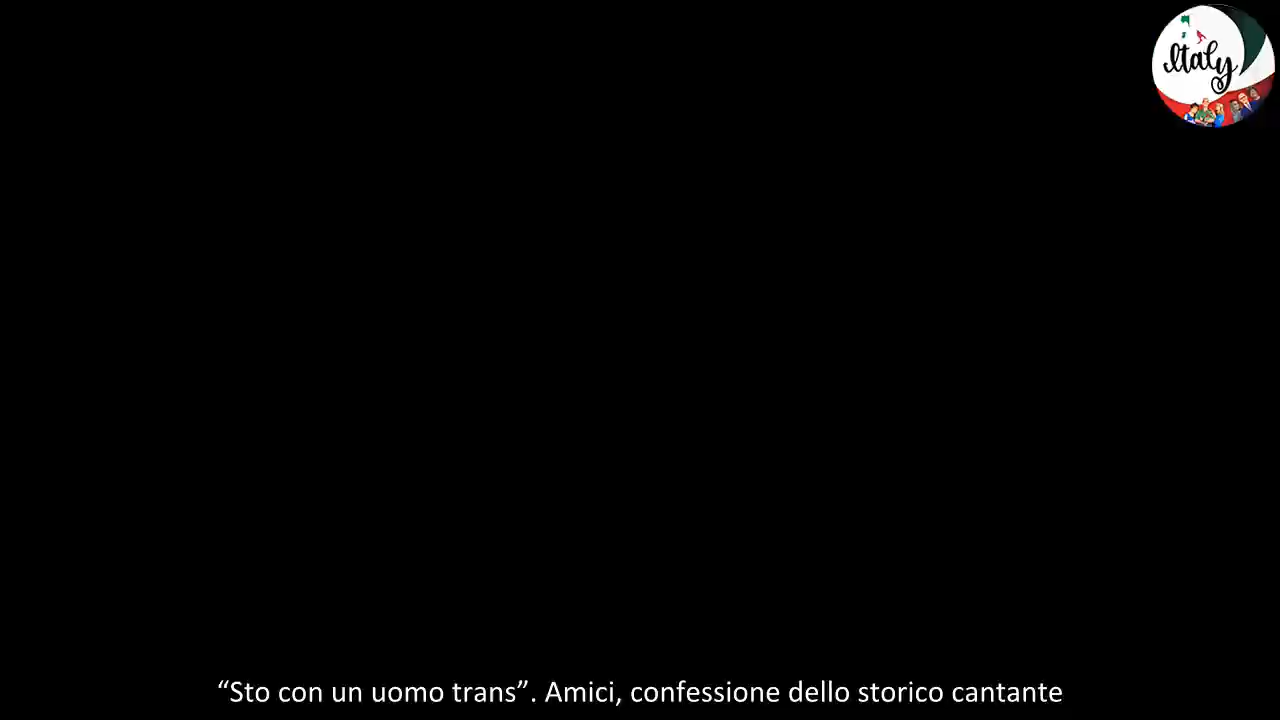 Italy
“Sto con un uomo trans”. Amici, confessione dello storico cantante